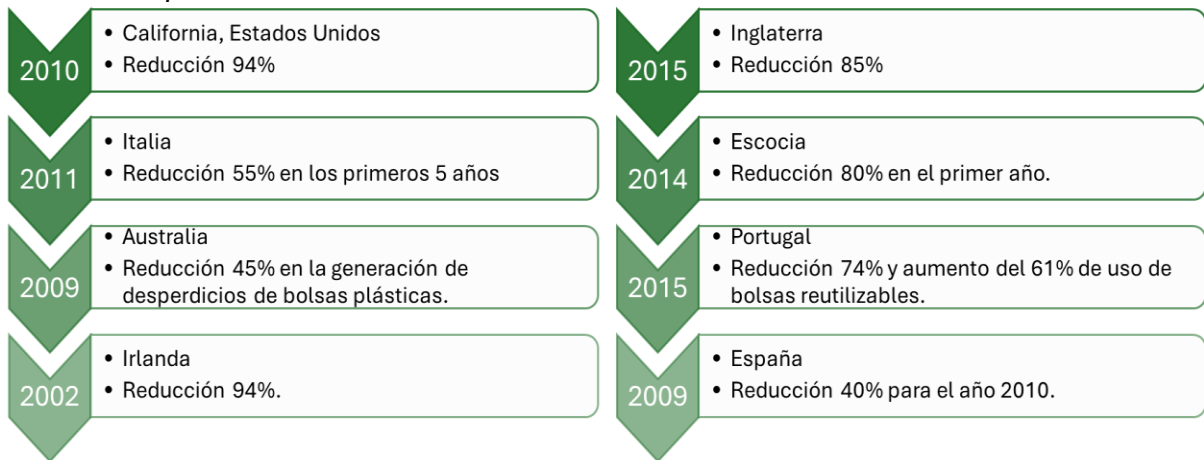 2010
• California, Estados Unidos
• Reducción 94%
2011
• Italia
• Reducción 55% en los primeros 5 años
2009
• Australia
• Reducción 45% en la generación de
desperdicios de bolsas plásticas.
2002
• Irlanda
• Reducción 94%.
2015
• Inglaterra
• Reducción 85%
2014
• Escocia
• Reducción 80% en el primer año.
2015
• Portugal
• Reducción 74% y aumento del 61% de uso de
bolsas reutilizables.
2009
• España
• Reducción 40% para el año 2010.